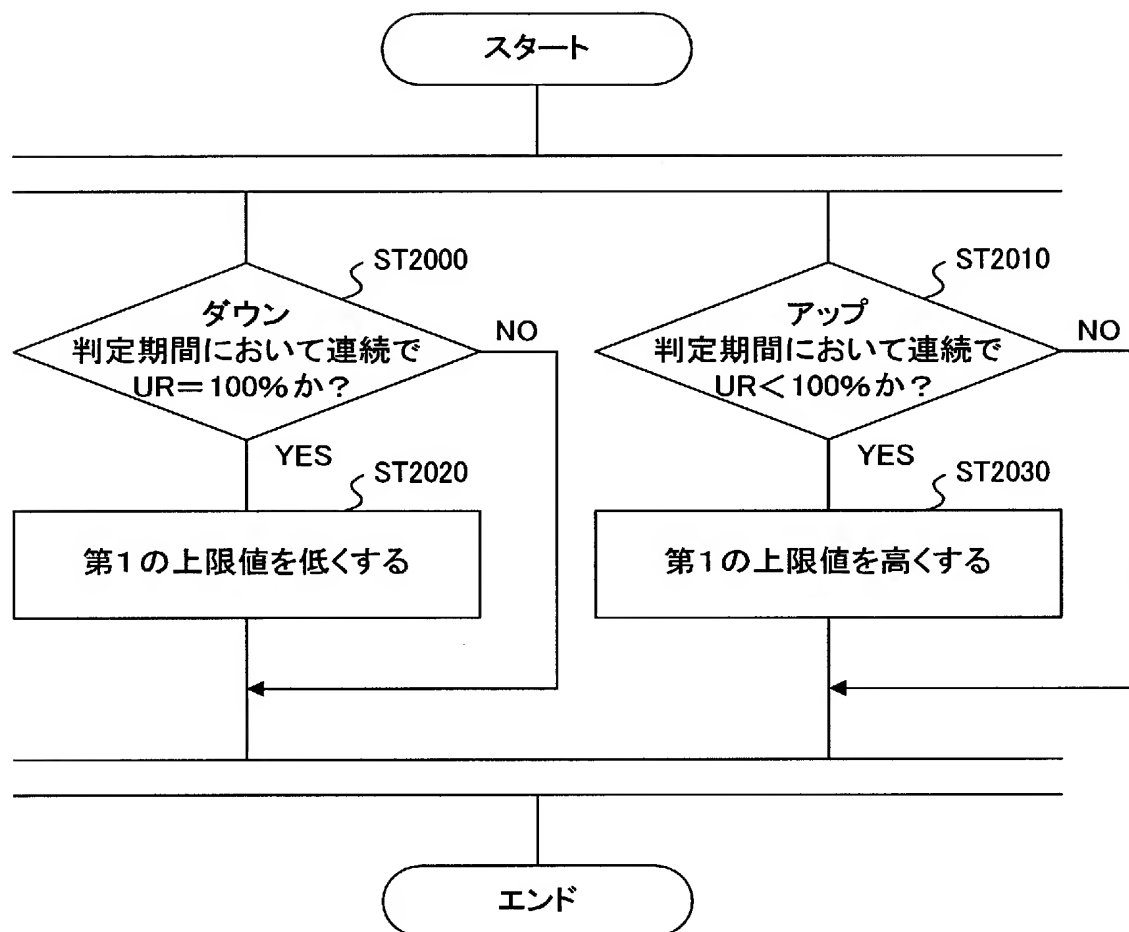 スタート
ST2000
ダウン
判定期間において連続で
UR=100%か?
NO
YES
ST2020
第1の上限値を低くする
ST2010
アップ
判定期間において連続で
UR<100%か?
NO
YES
ST2030
第1の上限値を高くする
エンド